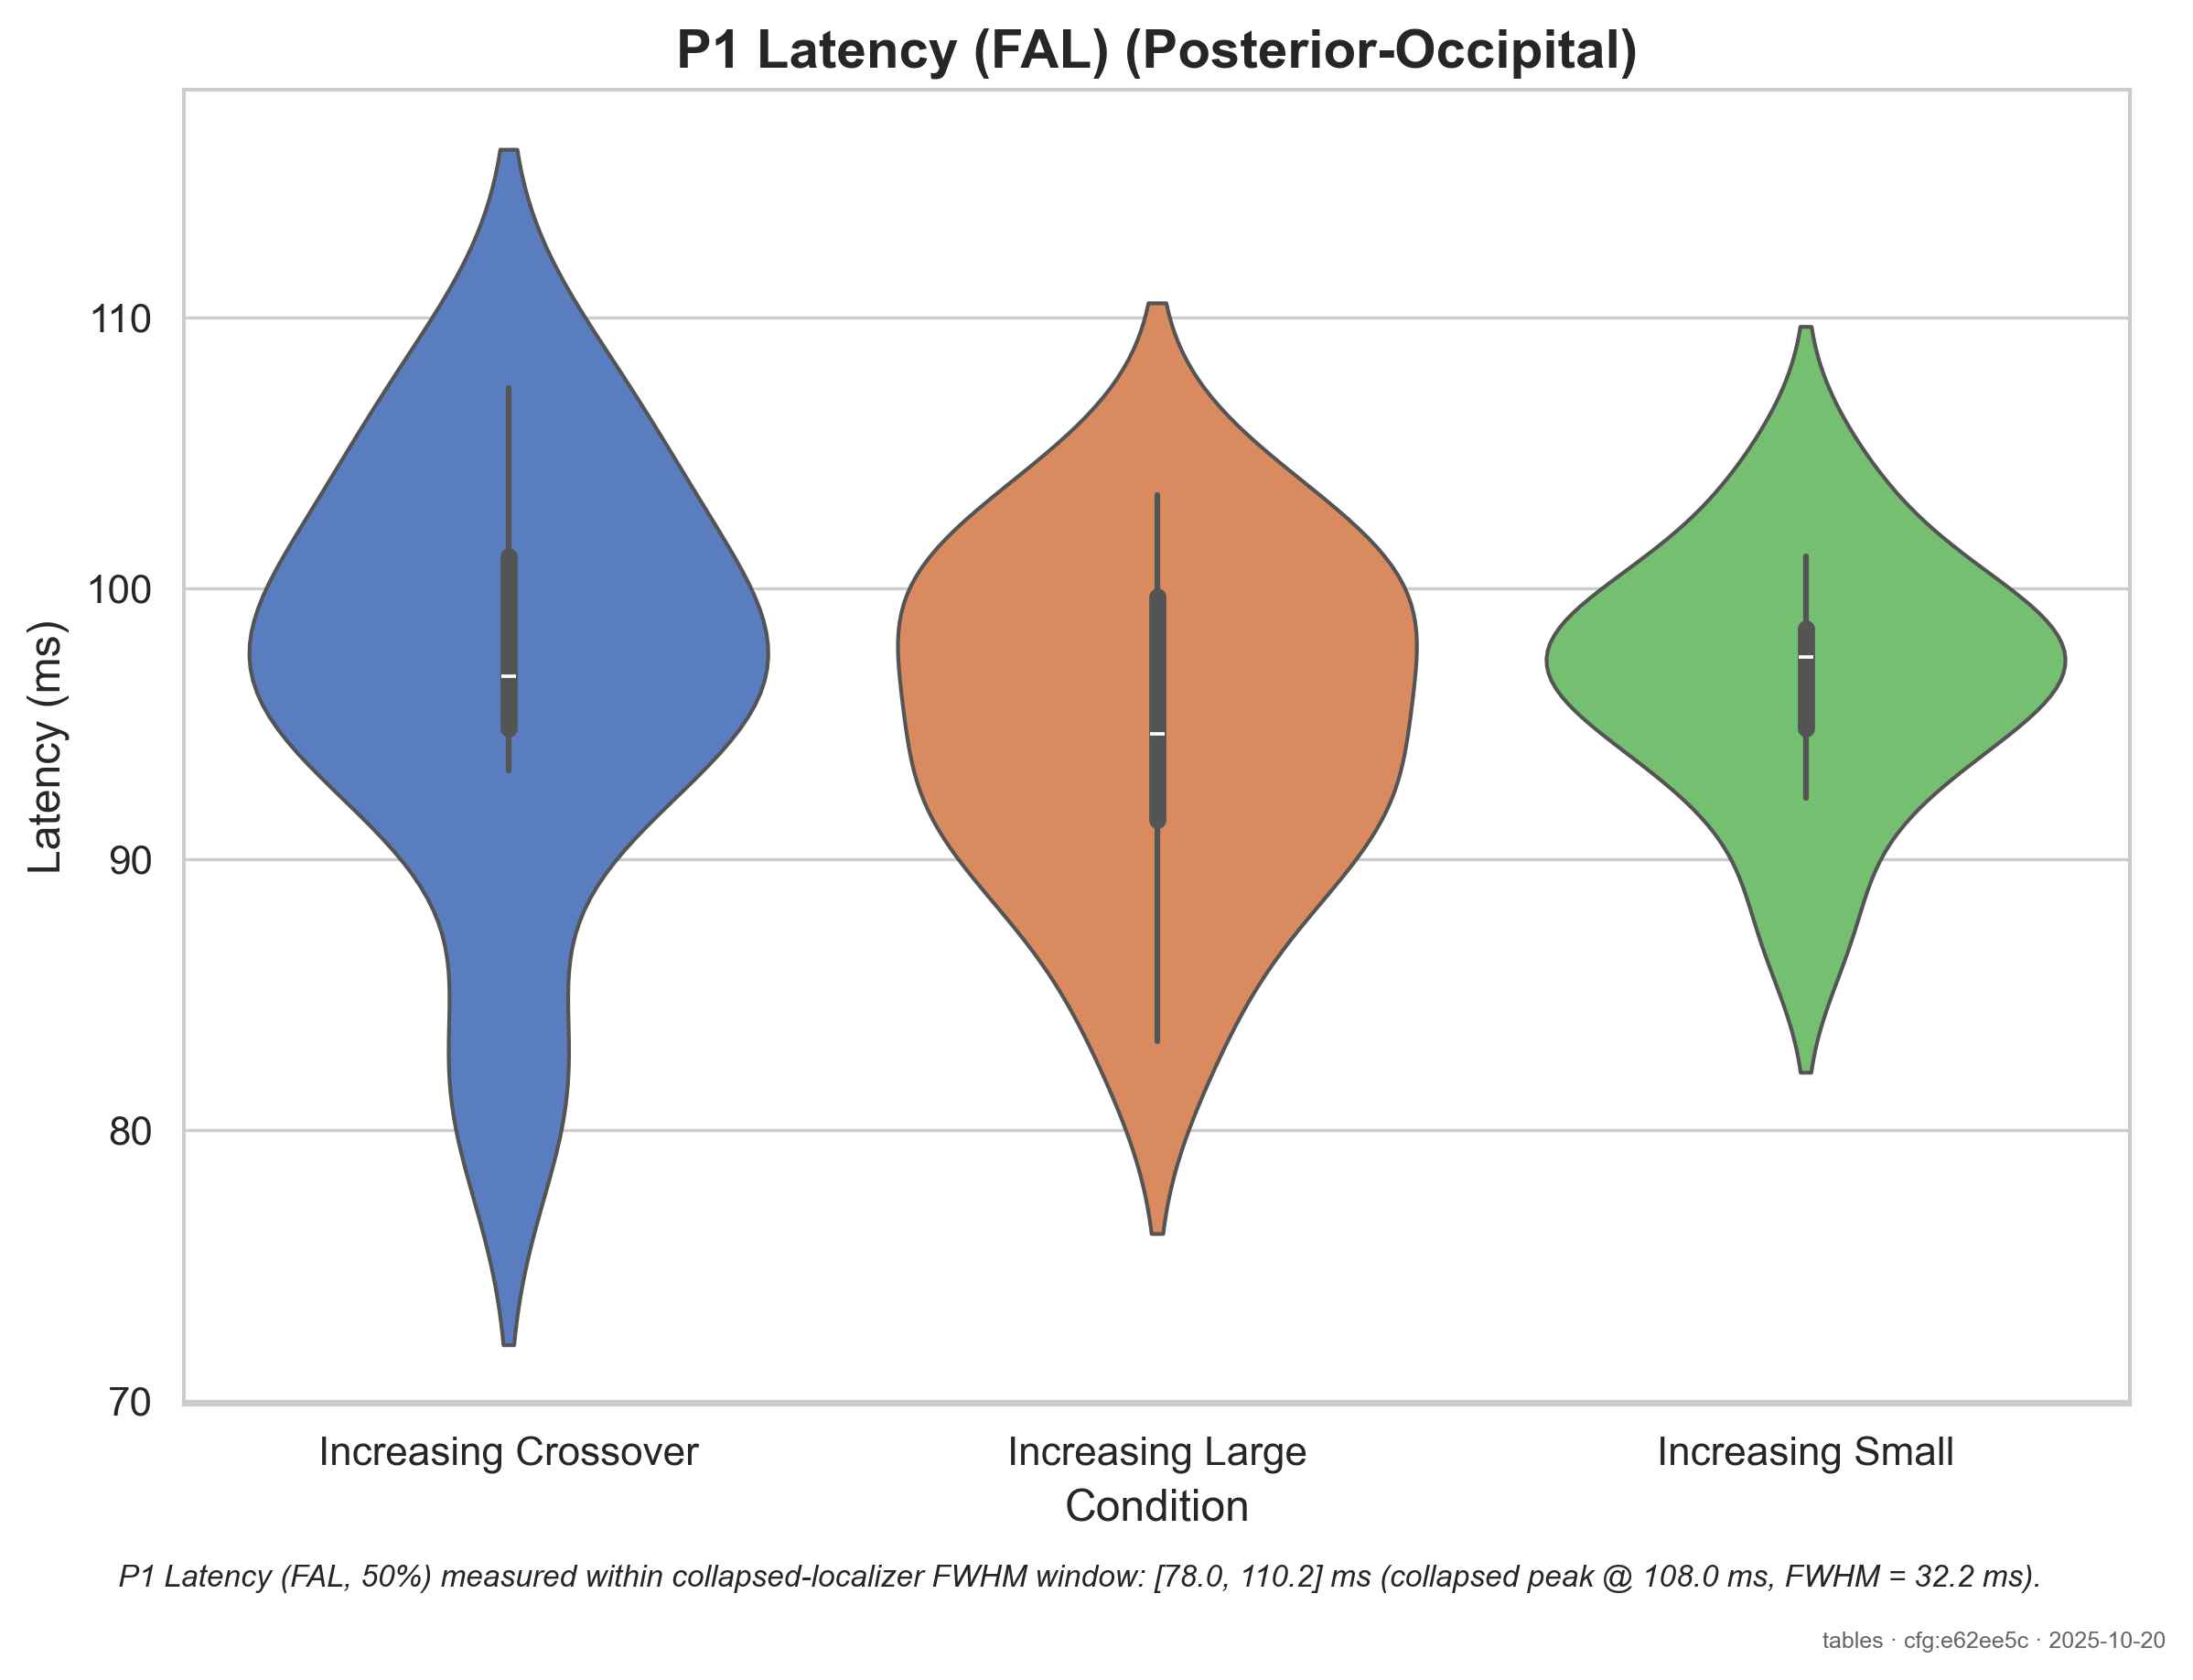 P1 Latency (FAL) (Posterior-Occipital)
Latency (ms)
110
100
90
80
70
Increasing Crossover
Increasing Large
Increasing Small
Condition
P1 Latency (FAL, 50%) measured within collapsed-localizer FWHM window: [78.0, 110.2] ms (collapsed peak @ 108.0 ms, FWHM = 32.2 ms).
tables · cfg:e62ee5c · 2025-10-20